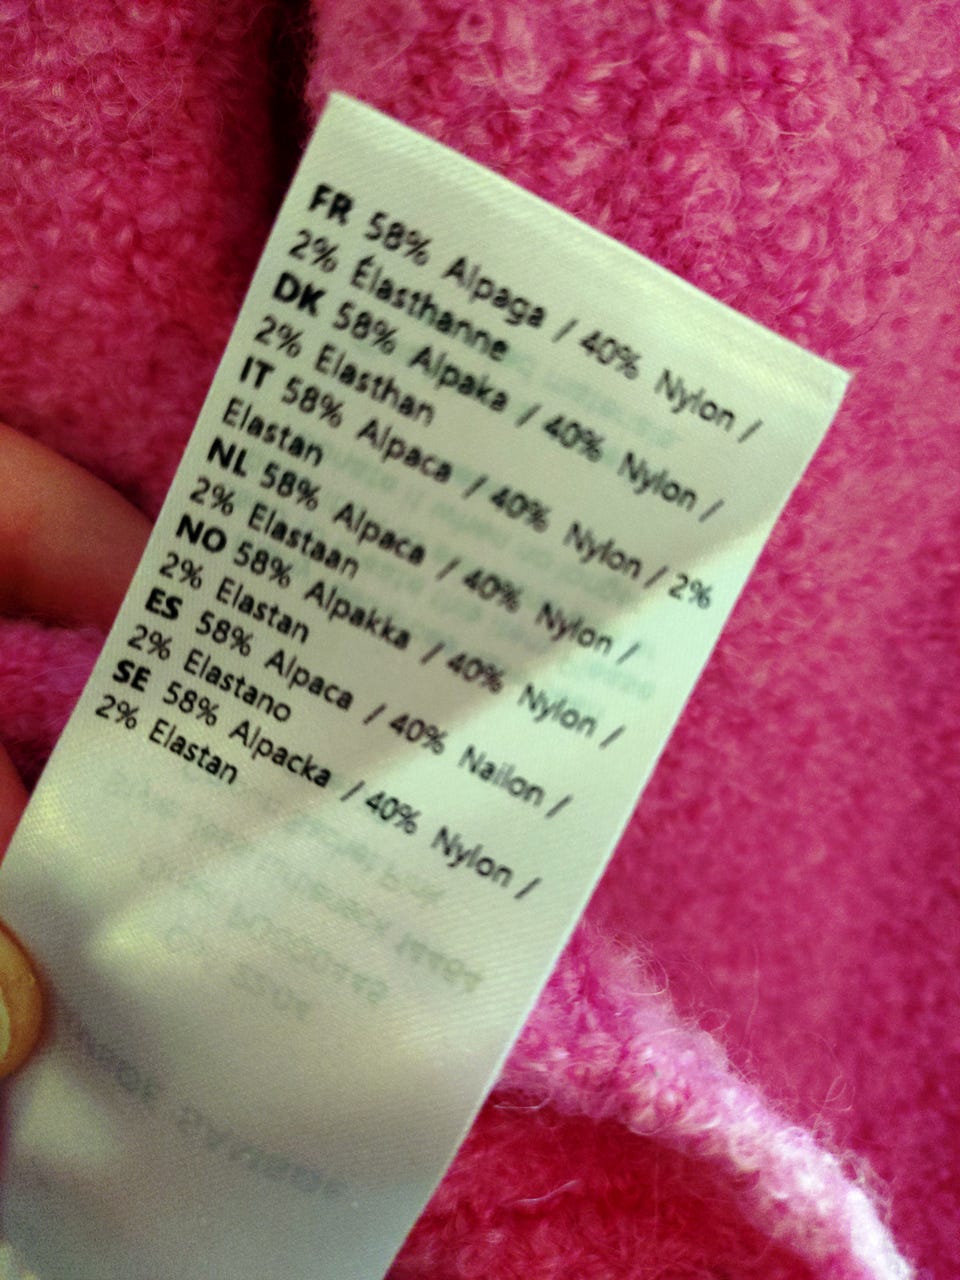 FR 58% Alpaga / 40% Nylon /
2% Élasthanne
DK 58% Alpaka / 40% Nylon /
2% Elasthan
IT 58% Alpaca / 40% Nylon / 2%
Elastan
NL 58% Alpaca / 40% Nylon /
2% Elastaan
NO 58% Alpakka / 40% Nylon /
2% Elastan
ES 58% Alpaca / 40% Nailon /
2% Elastano
SE 58% Alpacka / 40% Nylon /
2% Elastan